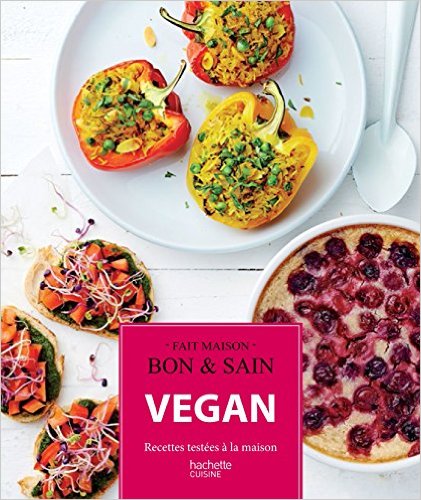 • FAIT MAISON •
BON & SAIN
VEGAN
Recettes testées à la maison
hachette
CUISINE